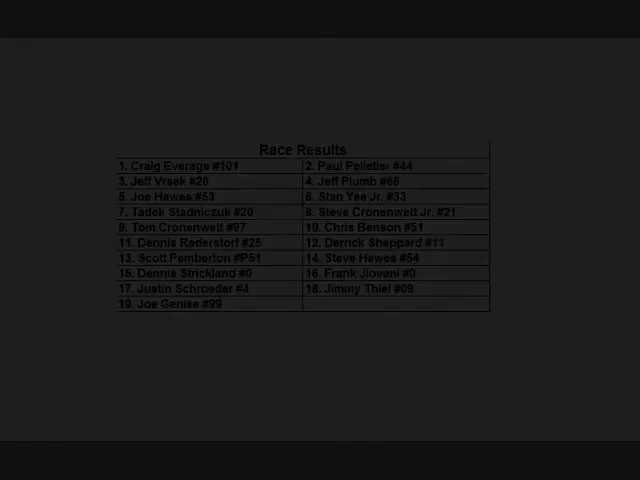 Race Results
1. Craig Everage #101 2. Paul Pelletier #44
3. Jeff Vrsek #20 4. Jeff Plumb #66
5. Joe Hawes #53 6. Stan Yee Jr. #33
7. Tadek Stadniczuk #20 8. Steve Cronenwett Jr. #21
9. Tom Cronenwett #97 10. Chris Benson #51
11. Dennis Rederstorf #25 12. Derrick Sheppard #17
13. Scott Pemberton #P51 14. Steve Hawes #54
15. Dennis Strickland #0 16. Frank Jiovani #0
17. Justin Schroeder #4 18. Jimmy Thiel #09
19. Joe Genise #99